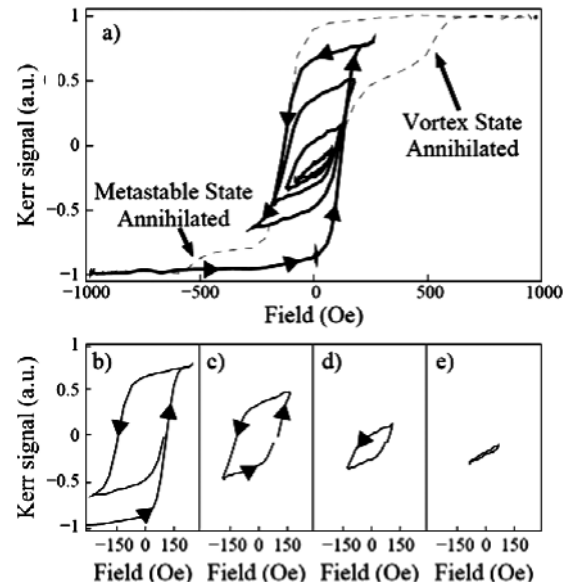 a)
Kerr signal (a.u.)
1
0.5
0
−0.5
−1
Vortex State
Annihilated
Metastable State
Annihilated
−1000 −500 0 500 1000
Field (Oe)
b) c) d) e)
Kerr signal (a.u.)
1
0.5
0
−0.5
−1
−150 0 150 −150 0 150 −150 0 150 −150 0 150
Field (Oe) Field (Oe) Field (Oe) Field (Oe)